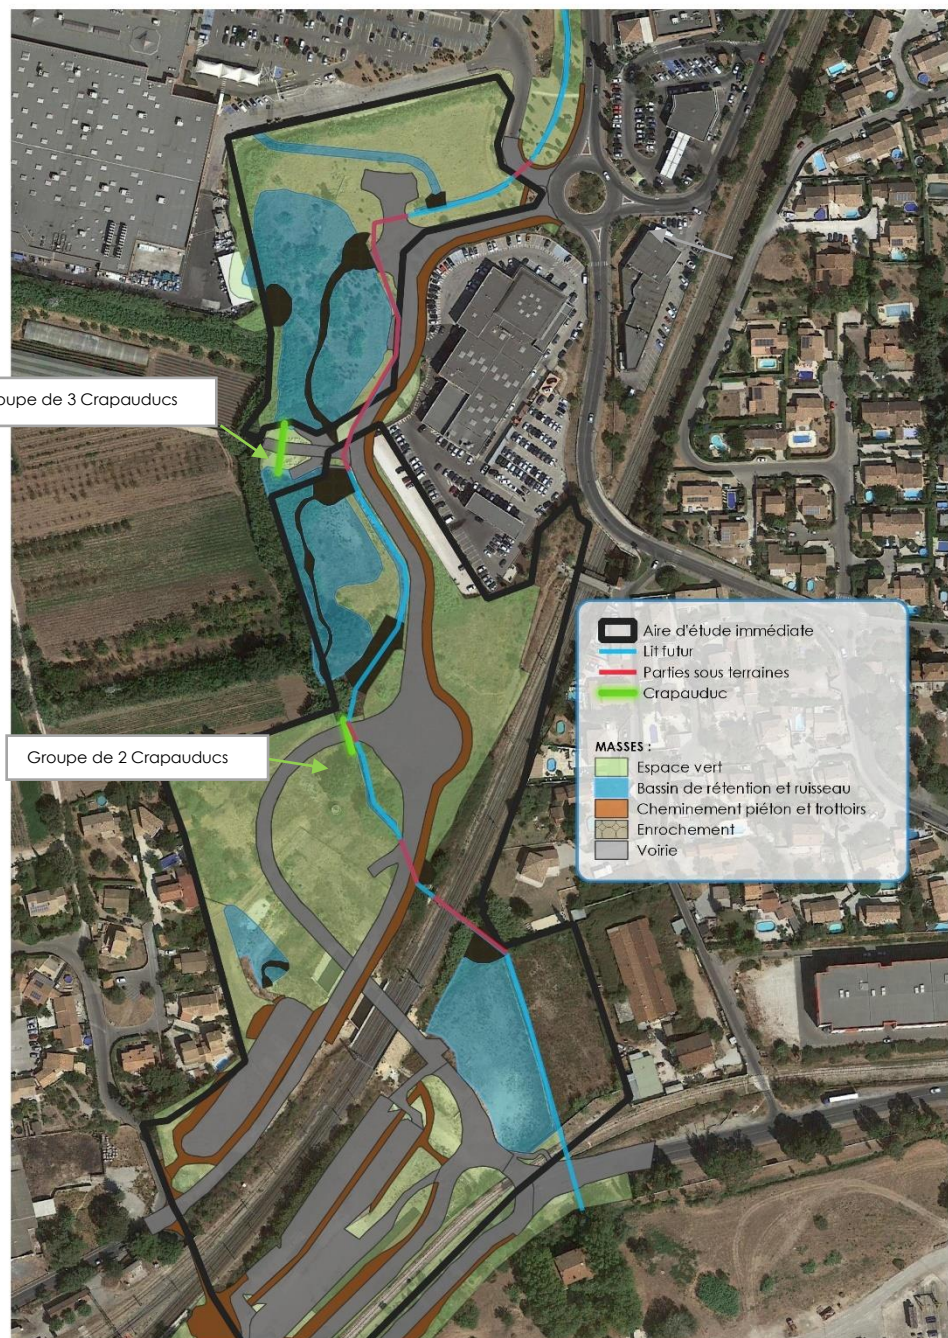 oupe de 3 Crapauducs
Groupe de 2 Crapauducs
Aire d'étude immédiate
Lit futur
Parties sous terraines
Crapauduc
MASSES :
Espace vert
Bassin de rétention et ruisseau
Cheminement piéton et trottoirs
Enrochement
Voirie